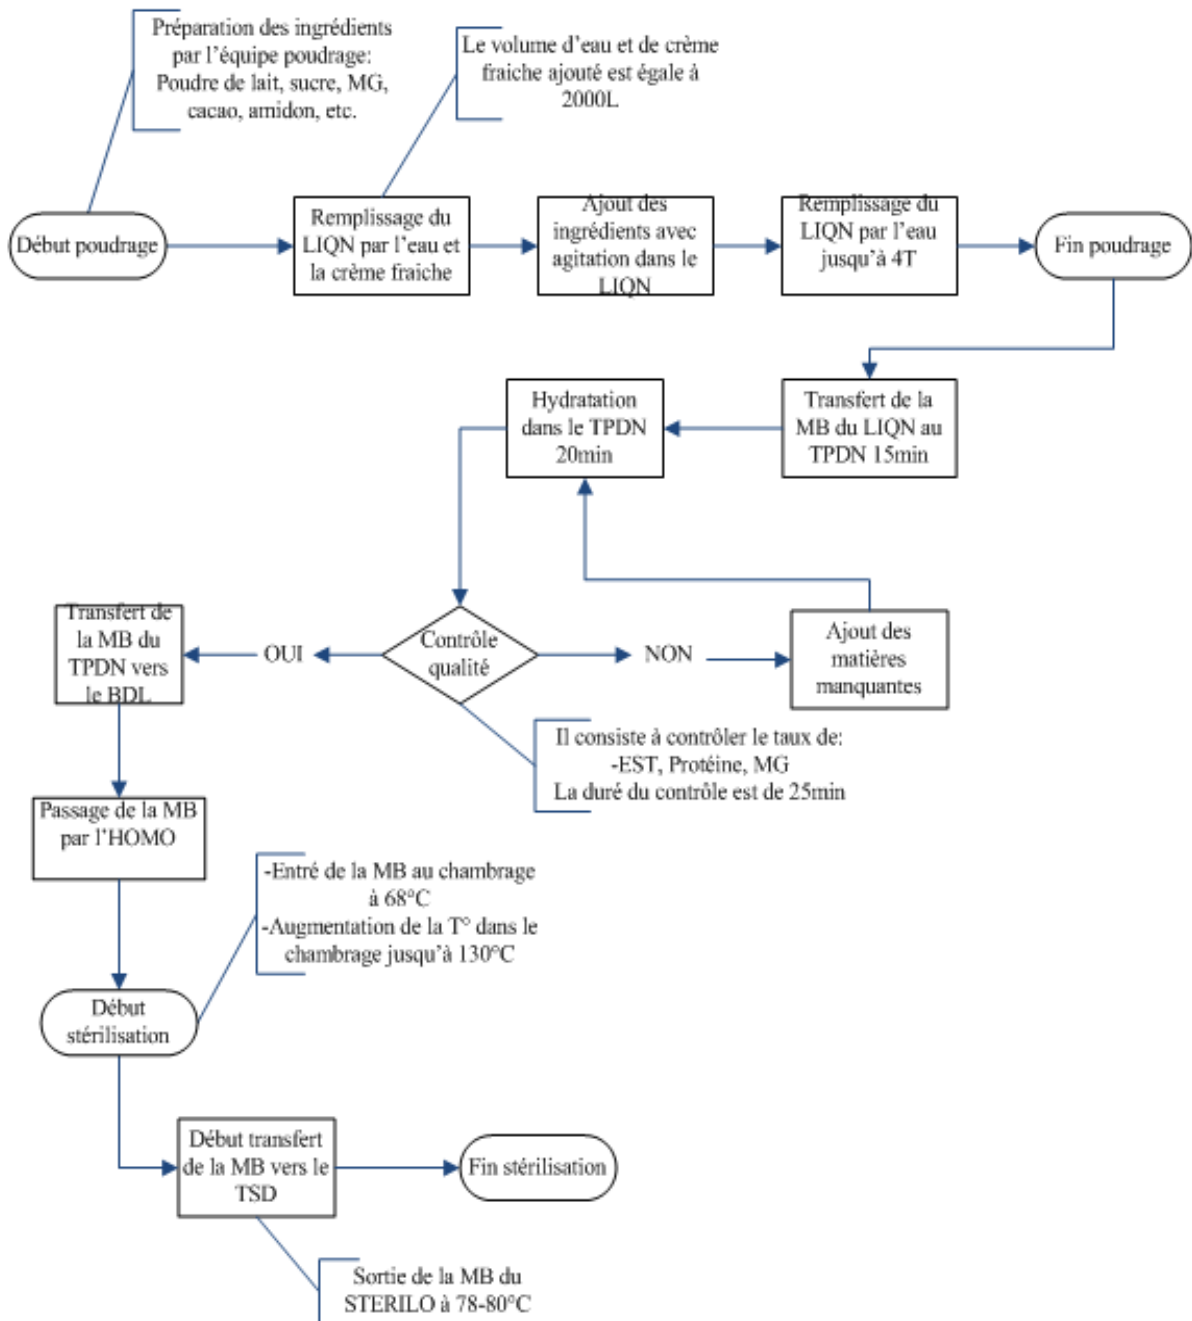 Préparation des ingrédients
par l'équipe poudrage:
Poudre de lait, sucre, MG,
cacao, amidon, etc.
Le volume d'eau et de crème
fraiche ajouté est égale à
2000L
Début poudrage
Remplissage du
LIQN par l'eau et
la crème fraiche
Ajout des
ingrédients avec
agitation dans le
LIQN
Remplissage du
LIQN par l'eau
jusqu'à 4T
Fin poudrage
Hydratation
dans le TPDN
20min
Transfert de la
MB du LIQN au
TPDN 15min
Transfert de
la MB du
TPDN vers
le BDL
OUI
Contrôle
qualité
NON
Ajout des
matières
manquantes
Il consiste à contrôler le taux de:
-EST, Protéine, MG
La duré du contrôle est de 25min
Passage de la MB
par l'HOMO
-Entré de la MB au chambrage
à 68°C
-Augmentation de la T° dans le
chambrage jusqu'à 130°C
Début
stérilisation
Début transfert
de la MB vers le
TSD
Fin stérilisation
Sortie de la MB du
STERILO à 78-80°C